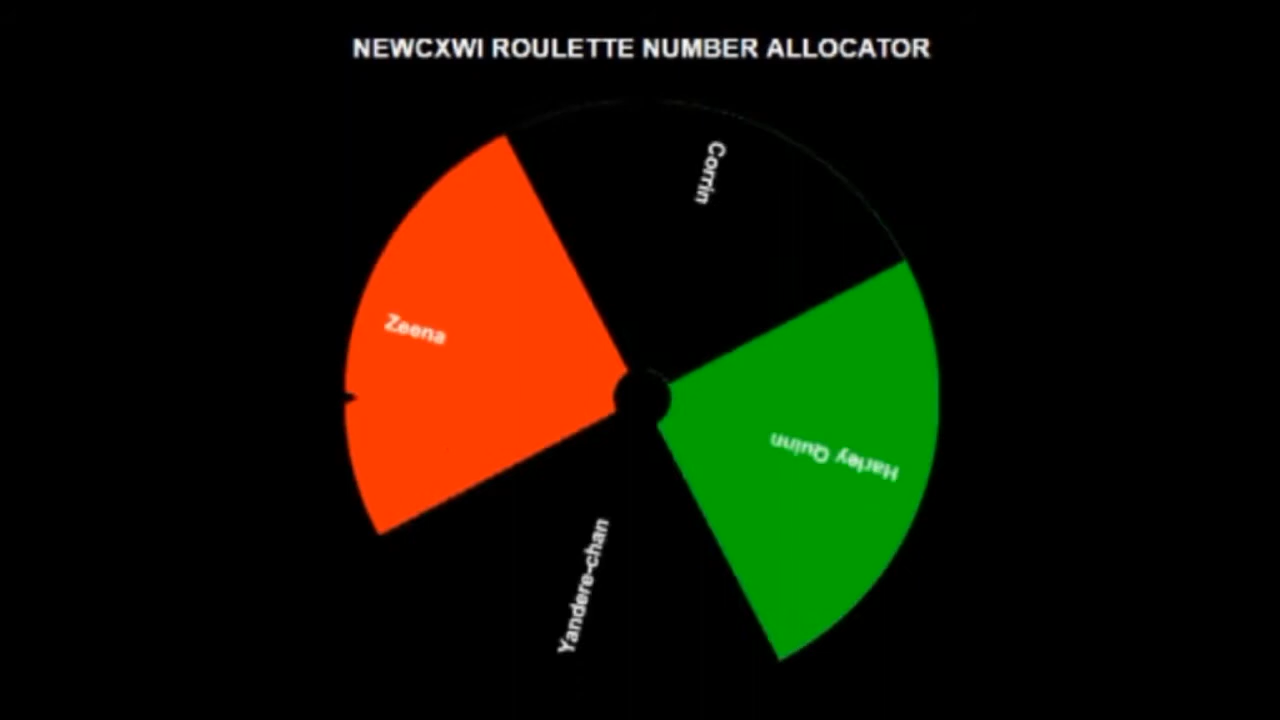 NEWCXWI ROULETTE NUMBER ALLOCATOR
Corrin
Zeena
Harley Quinn
Yandere-chan